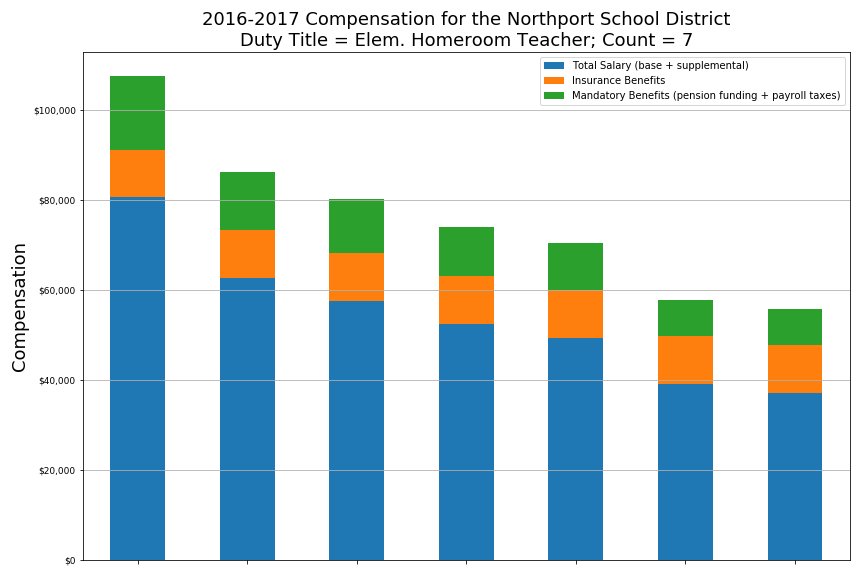 2016-2017 Compensation for the Northport School District
Duty Title = Elem. Homeroom Teacher; Count = 7
Total Salary (base + supplemental)
Insurance Benefits
Mandatory Benefits (pension funding + payroll taxes)
Compensation
$100,000
$80,000
$60,000
$40,000
$20,000
$0